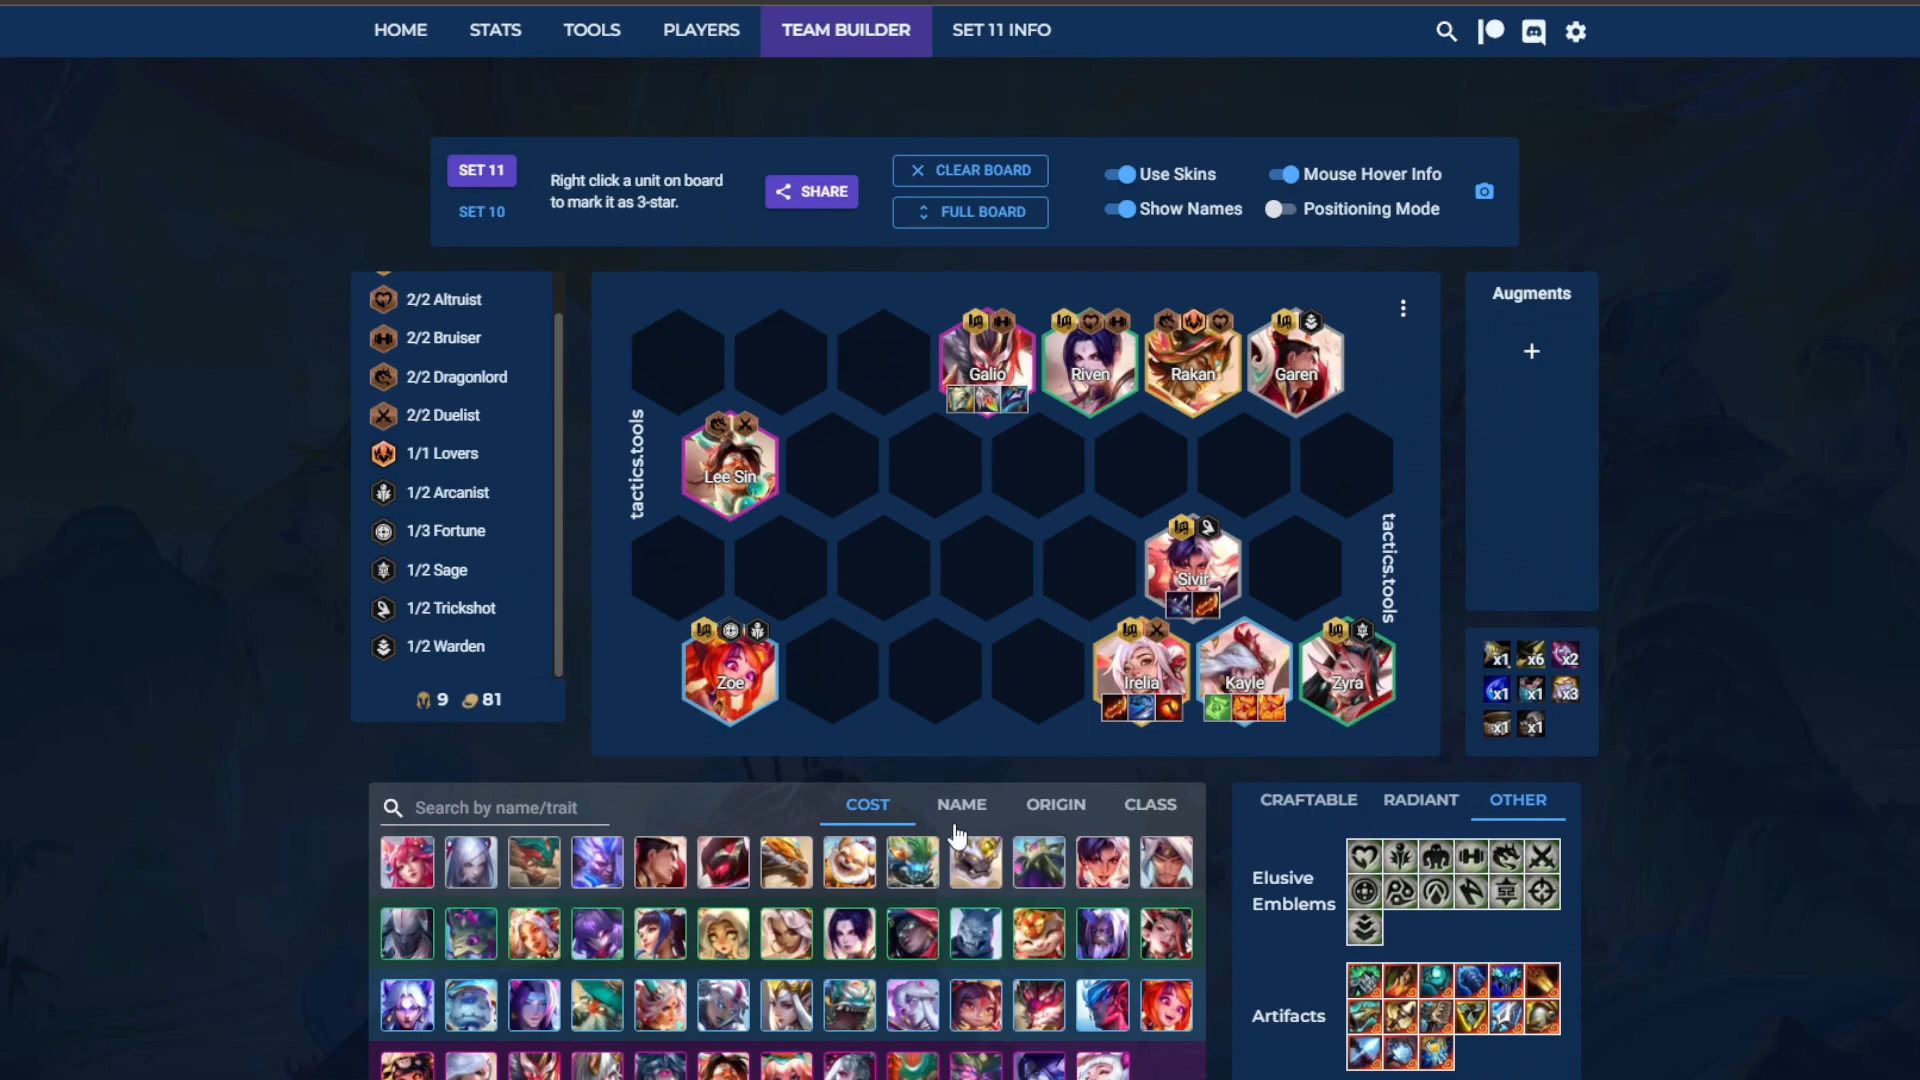 HOME STATS TOOLS PLAYERS TEAM BUILDER SET 11 INFO
SET 11
SET 10
Right click a unit on board
to mark it as 3-star.
SHARE
CLEAR BOARD
FULL BOARD
Use Skins
Show Names
Mouse Hover Info
Positioning Mode
2/2 Altruist
2/2 Bruiser
2/2 Dragonlord
2/2 Duelist
1/1 Lovers
1/2 Arcanist
1/3 Fortune
1/2 Sage
1/2 Trickshot
1/2 Warden
9 81
tactics.tools
Galio
Riven
Rakan
Garen
Lee Sin
Sivir
Zoe
Irelia
Kayle
Zyra
tactics.tools
Augments
+
x1 x6 x2
x1 x1 x3
x1 x1
Search by name/trait
COST NAME ORIGIN CLASS
CRAFTABLE RADIANT OTHER
Elusive
Emblems
Artifacts